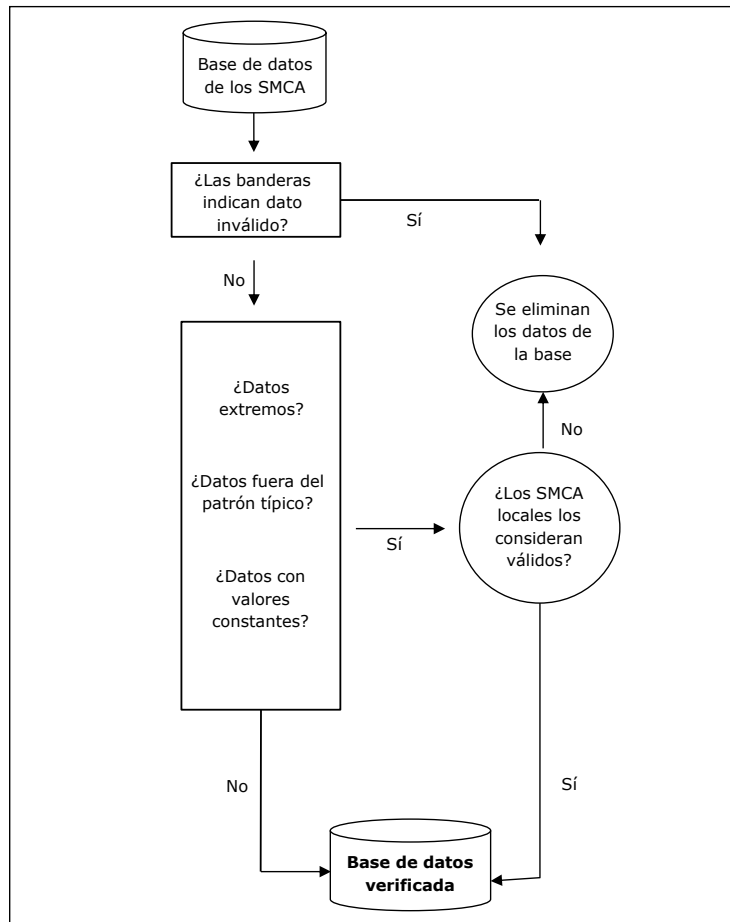 Base de datos
de los SMCA
¿Las banderas
indican dato
inválido?
Sí
No
Se eliminan
los datos de
la base
¿Datos
extremos?
No
¿Datos fuera del
patrón típico?
¿Los SMCA
locales los
consideran
válidos?
Sí
¿Datos con
valores
constantes?
No
Sí
Base de datos
verificada